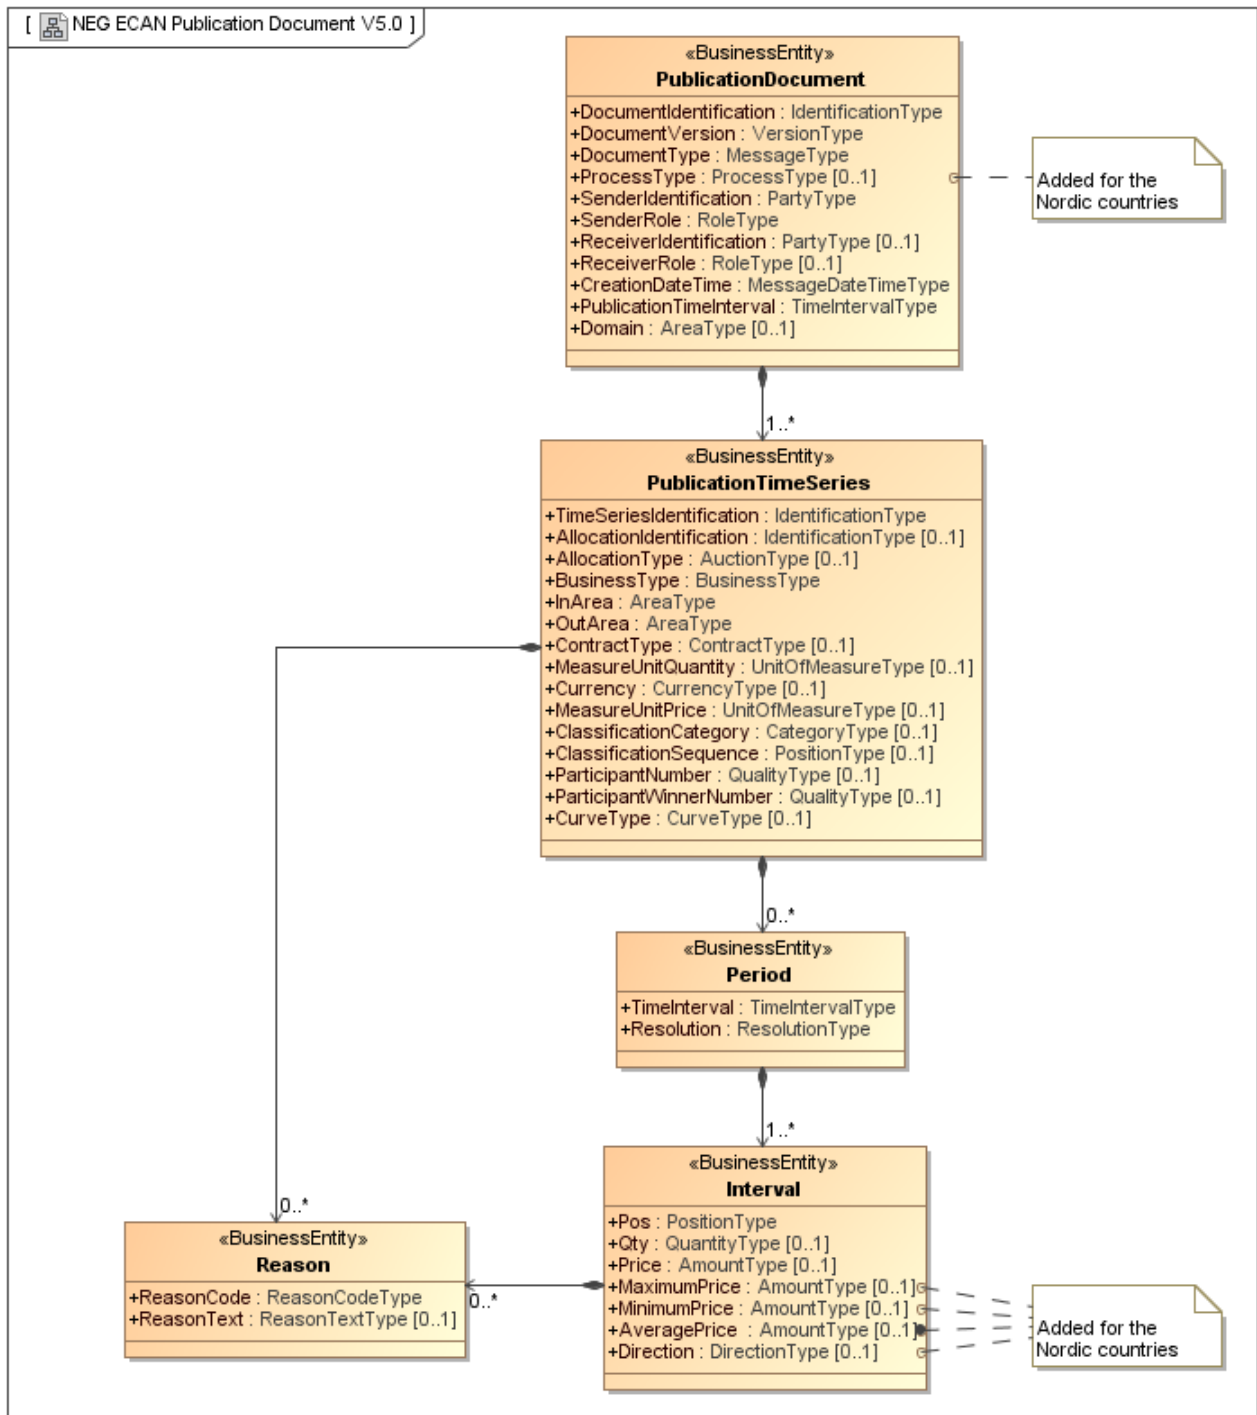 [ NEG ECAN Publication Document V5.0 ]
«BusinessEntity»
PublicationDocument
+DocumentIdentification : IdentificationType
+DocumentVersion : VersionType
+DocumentType : MessageType
+ProcessType : ProcessType [0..1]
+SenderIdentification : PartyType
+SenderRole : RoleType
+ReceiverIdentification : PartyType [0..1]
+ReceiverRole : RoleType [0..1]
+CreationDateTime : MessageDateTimeType
+PublicationTimeInterval : TimeIntervalType
+Domain : AreaType [0..1]
Added for the
Nordic countries
1..*
«BusinessEntity»
PublicationTimeSeries
+TimeSeriesIdentification : IdentificationType
+AllocationIdentification : IdentificationType [0..1]
+AllocationType : AuctionType [0..1]
+BusinessType : BusinessType
+InArea : AreaType
+OutArea : AreaType
+ContractType : ContractType [0..1]
+MeasureUnitQuantity : UnitOfMeasureType [0..1]
+Currency : CurrencyType [0..1]
+MeasureUnitPrice : UnitOfMeasureType [0..1]
+ClassificationCategory : CategoryType [0..1]
+ClassificationSequence : PositionType [0..1]
+ParticipantNumber : QualityType [0..1]
+ParticipantWinnerNumber : QualityType [0..1]
+CurveType : CurveType [0..1]
0..*
«BusinessEntity»
Period
+TimeInterval : TimeIntervalType
+Resolution : ResolutionType
1..*
«BusinessEntity»
Interval
+Pos : PositionType
+Qty : QuantityType [0..1]
+Price : AmountType [0..1]
+MaximumPrice : AmountType [0..1]
+MinimumPrice : AmountType [0..1]
+AveragePrice : AmountType [0..1]
+Direction : DirectionType [0..1]
Added for the
Nordic countries
0..*
0..*
«BusinessEntity»
Reason
+ReasonCode : ReasonCodeType
+ReasonText : ReasonTextType [0..1]